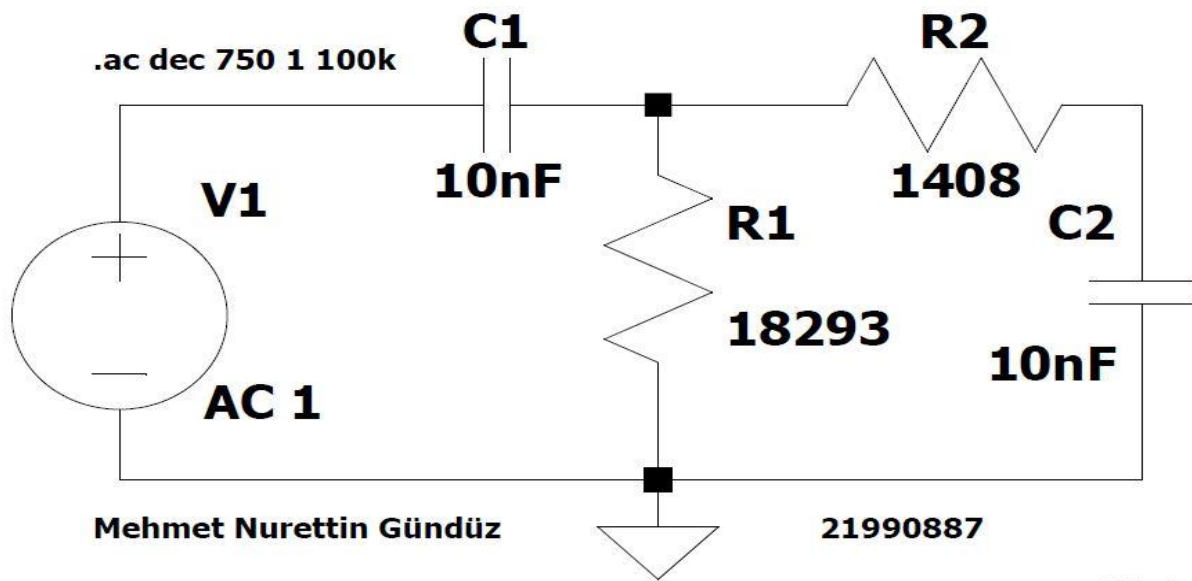 C1
R2
.ac dec 750 1 100k
10nF
1408
V1
R1
C2
18293
10nF
AC 1
Mehmet Nurettin Gündüz
21990887